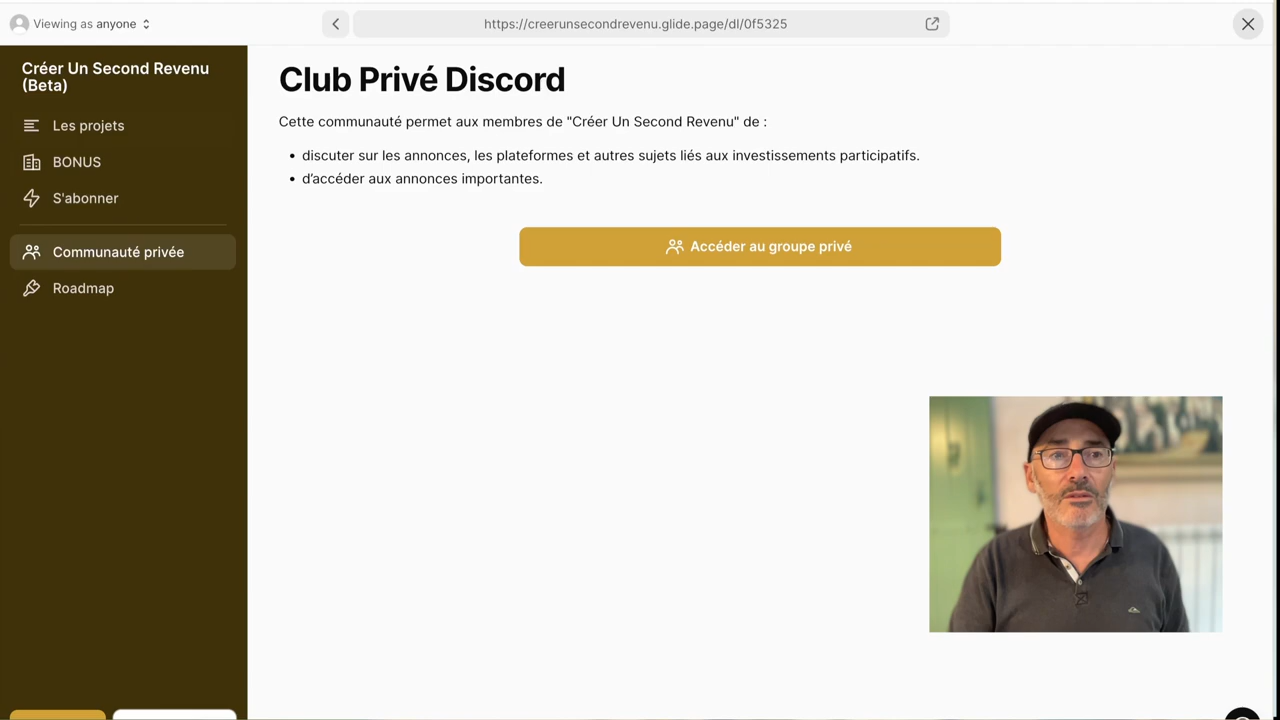 Viewing as anyone
https://creerunsecondrevenu.glide.page/dl/0f5325
Créer Un Second Revenu
(Beta)
Les projets
BONUS
S'abonner
Communauté privée
Roadmap
Club Privé Discord
Cette communauté permet aux membres de "Créer Un Second Revenu" de :
• discuter sur les annonces, les plateformes et autres sujets liés aux investissements participatifs.
• d'accéder aux annonces importantes.
Accéder au groupe privé